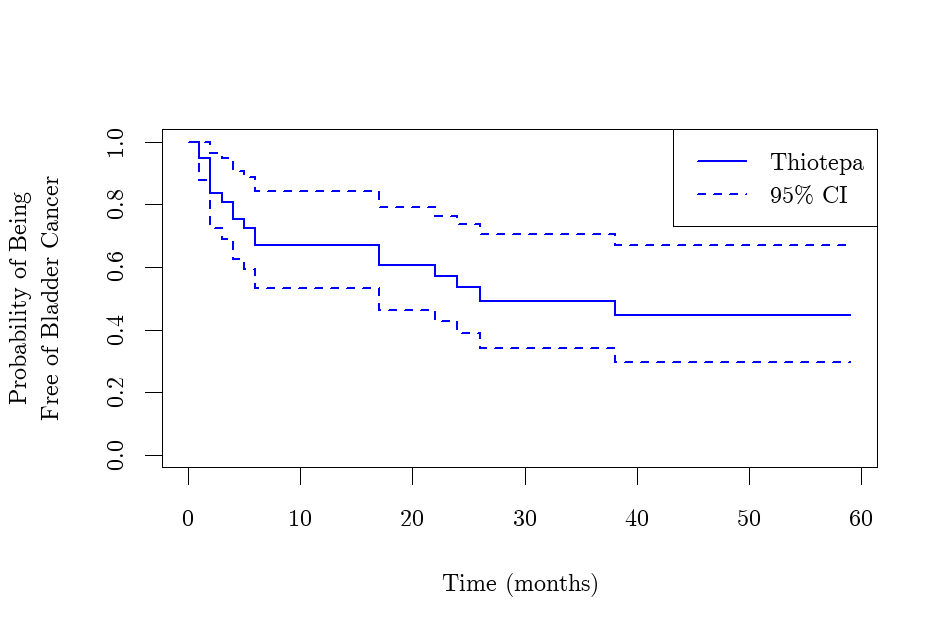 Probability of Being
Free of Bladder Cancer
1.0
0.8
0.6
0.4
0.2
0.0
Thiotepa
95% CI
0 10 20 30 40 50 60
Time (months)